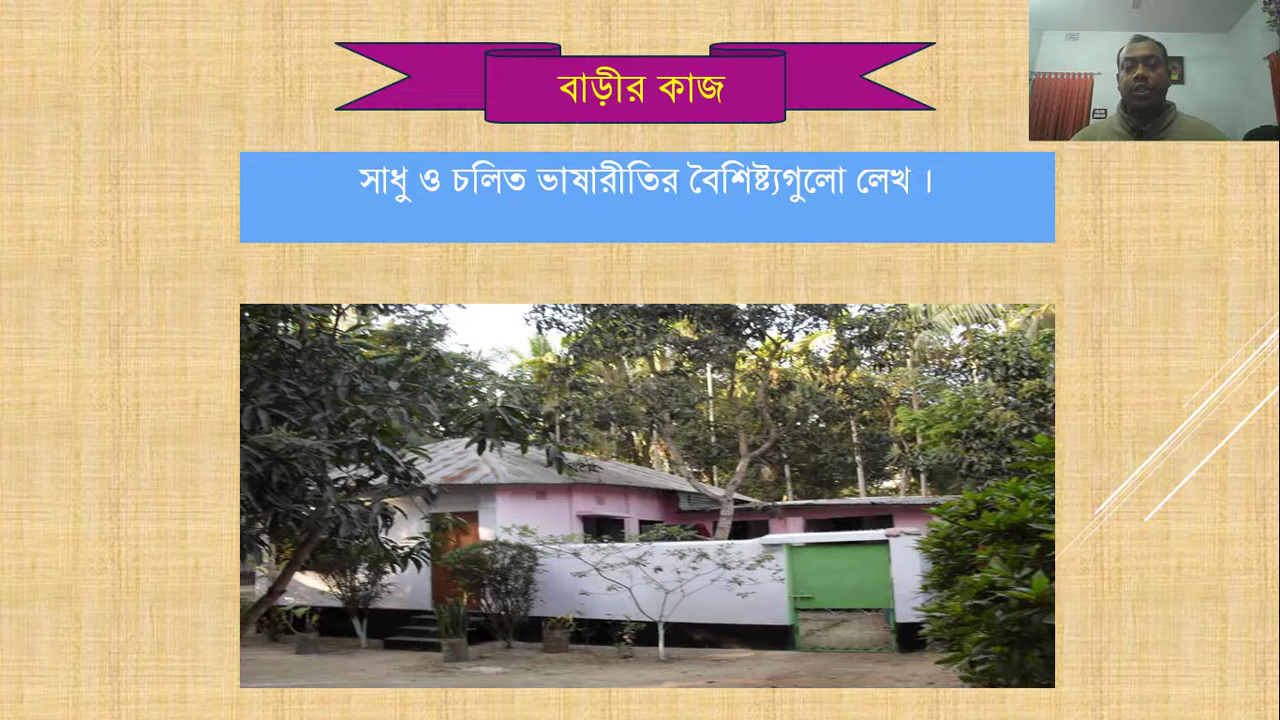 বাড়ীর কাজ
সাধু ও চলিত ভাষারীতির বৈশিষ্ট্যগুলো লেখ ।